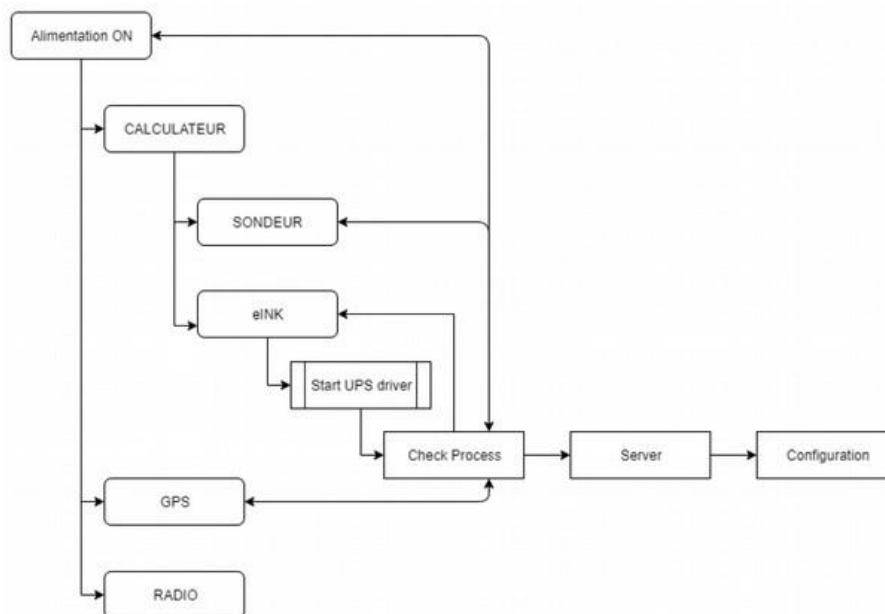 Alimentation ON
CALCULATEUR
SONDEUR
eINK
Start UPS driver
Check Process
Server
Configuration
GPS
RADIO